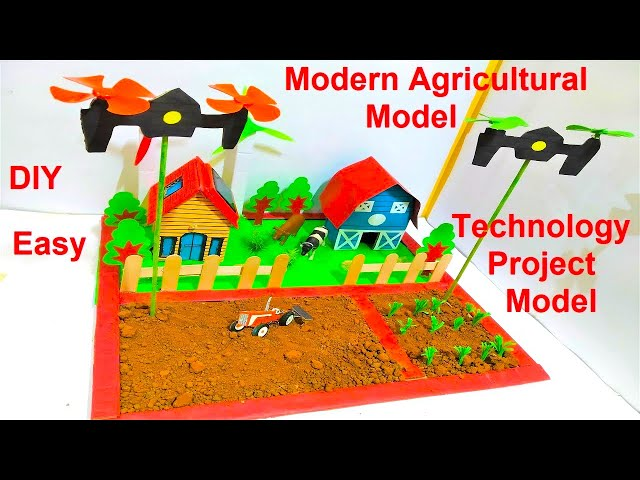 Modern Agricultural
Model
DIY
Easy
Technology
Project
Model